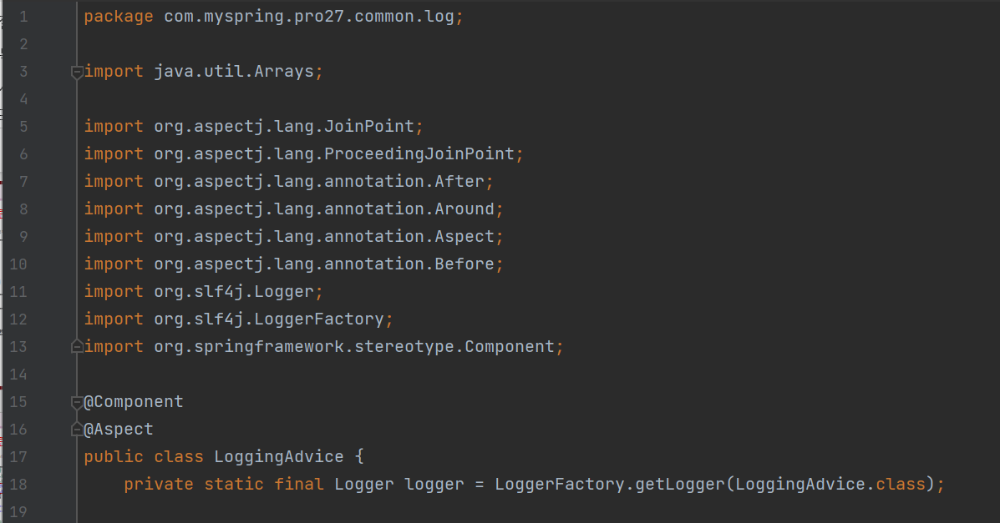 1 package com.myspring.pro27.common.log;
2
3 import java.util.Arrays;
4
5 import org.aspectj.lang.JoinPoint;
6 import org.aspectj.lang.ProceedingJoinPoint;
7 import org.aspectj.lang.annotation.After;
8 import org.aspectj.lang.annotation.Around;
9 import org.aspectj.lang.annotation.Aspect;
10 import org.aspectj.lang.annotation.Before;
11 import org.slf4j.Logger;
12 import org.slf4j.LoggerFactory;
13 import org.springframework.stereotype.Component;
14
15 @Component
16 @Aspect
17 public class LoggingAdvice {
18     private static final Logger logger = LoggerFactory.getLogger(LoggingAdvice.class);
19